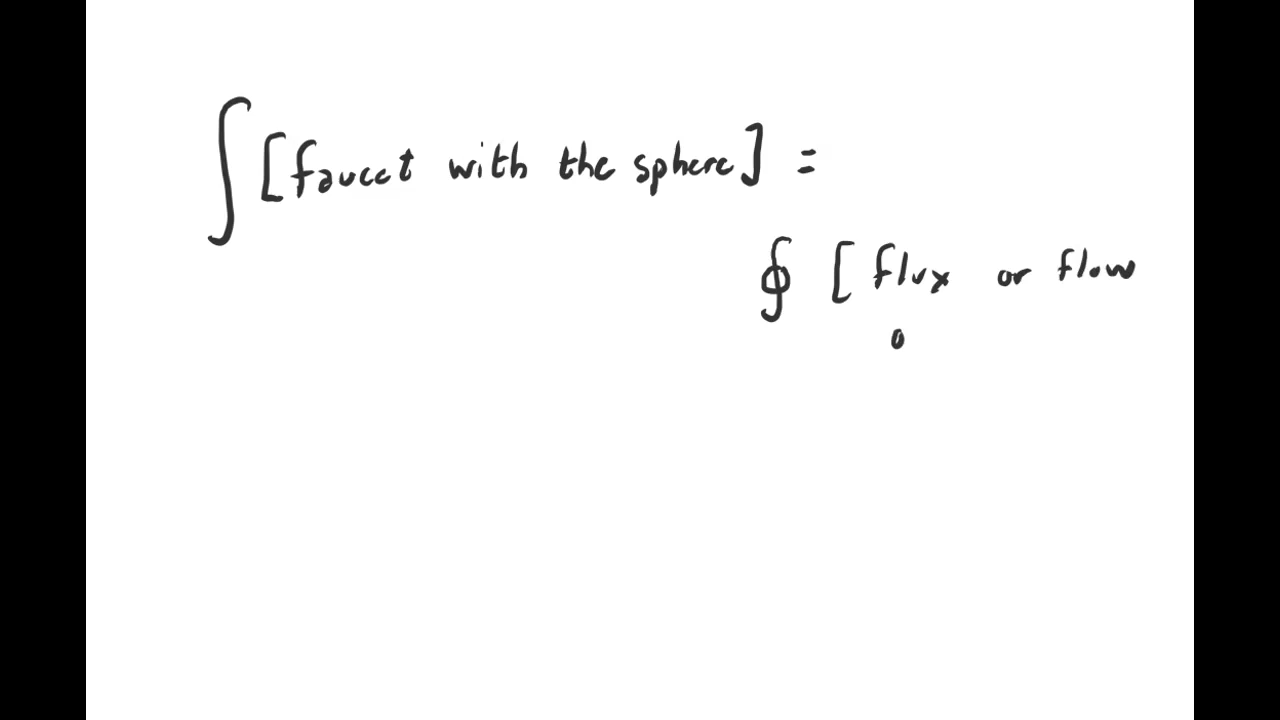 ∫ [faucet with the sphere] =
∮ [flux or flow
o